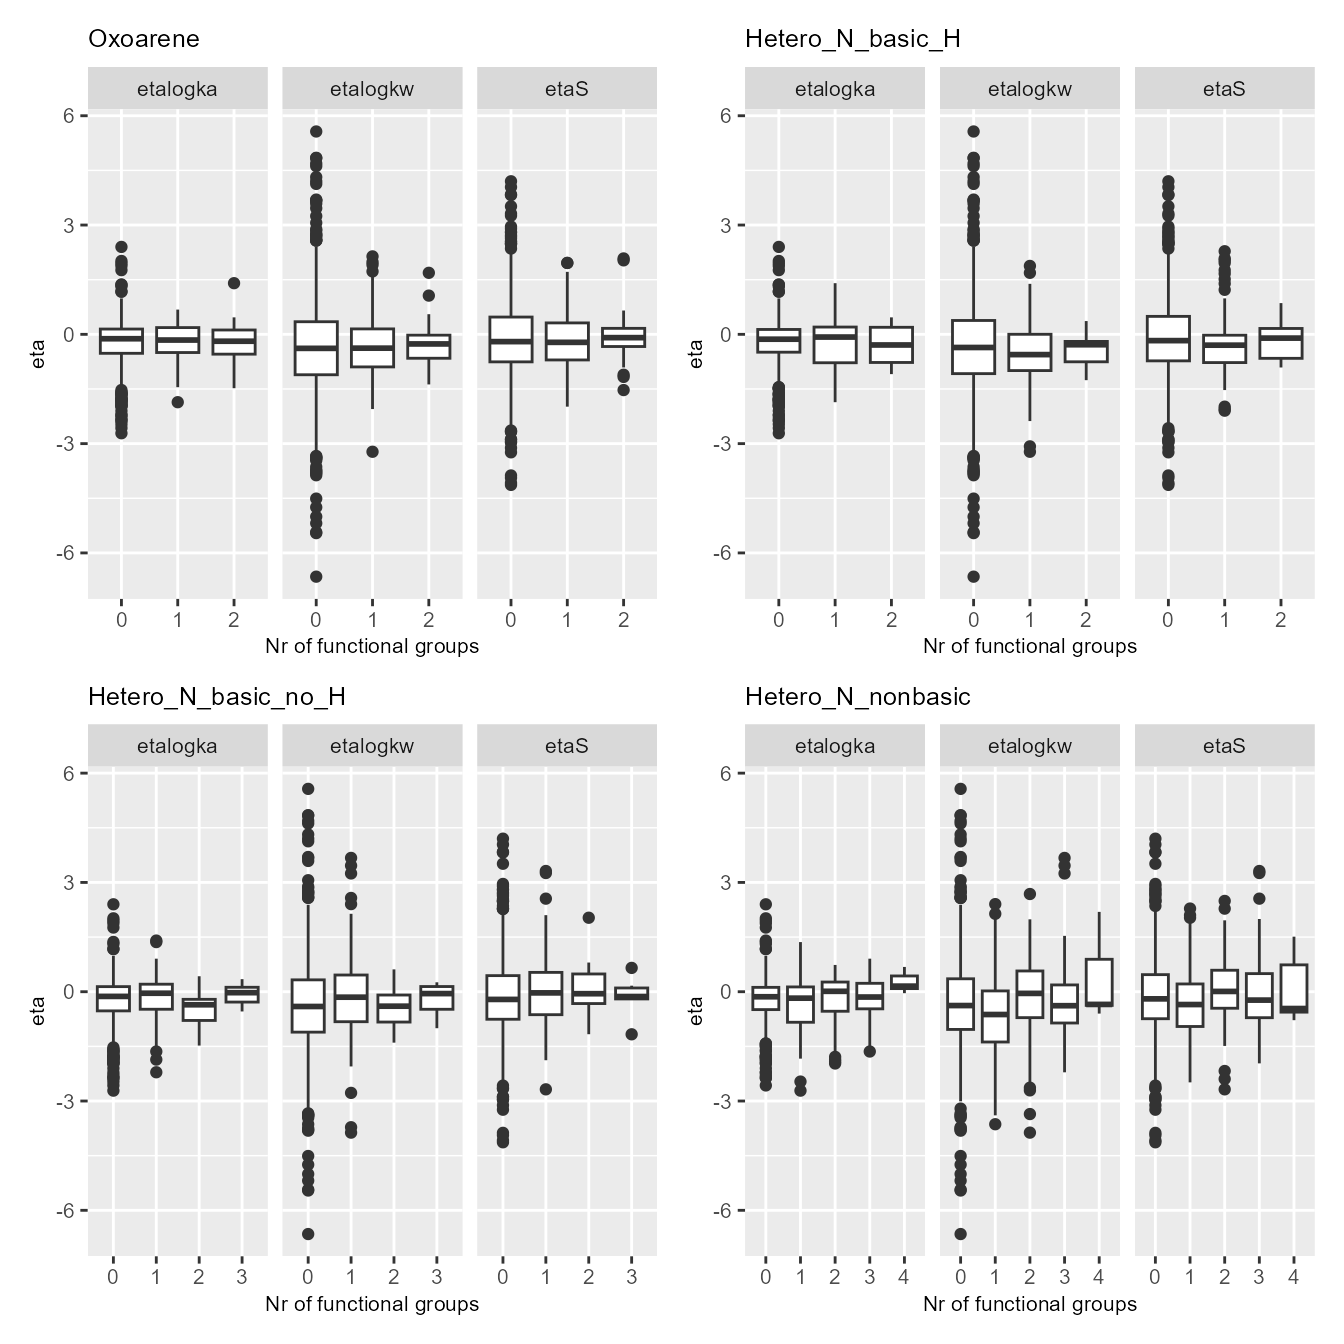 Oxoarene
etalogka etalogkw etaS
6
3
0
-3
-6
eta
0 1 2 0 1 2 0 1 2
Nr of functional groups
Hetero_N_basic_H
etalogka etalogkw etaS
6
3
0
-3
-6
eta
0 1 2 0 1 2 0 1 2
Nr of functional groups
Hetero_N_basic_no_H
etalogka etalogkw etaS
6
3
0
-3
-6
eta
0 1 2 3 0 1 2 3 0 1 2 3
Nr of functional groups
Hetero_N_nonbasic
etalogka etalogkw etaS
6
3
0
-3
-6
eta
0 1 2 3 4 0 1 2 3 4 0 1 2 3 4
Nr of functional groups